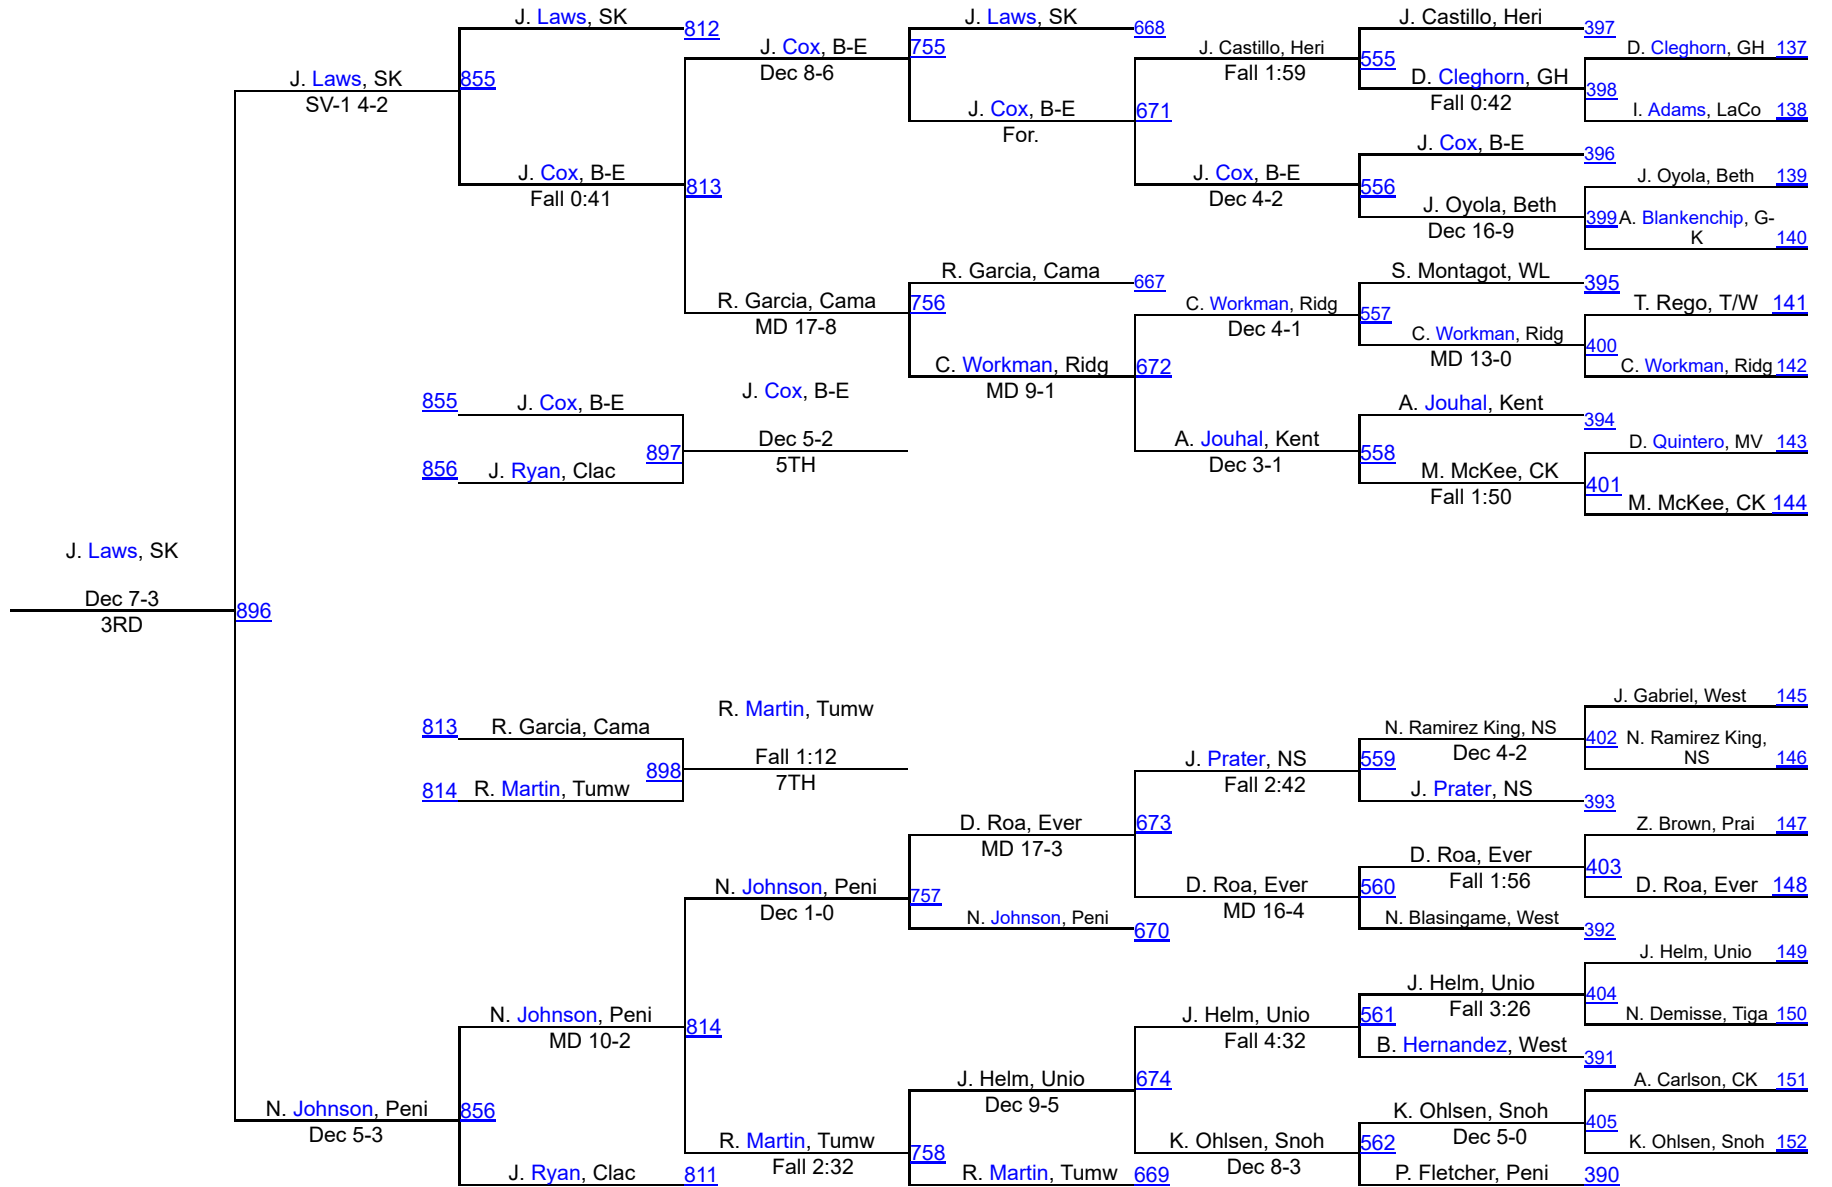 J. Laws, SK
812
855
J. Laws, SK
SV-1 4-2
J. Cox, B-E
Fall 0:41
813
J. Cox, B-E
Dec 8-6
755
J. Laws, SK
668
J. Cox, B-E
For.
671
J. Castillo, Heri
Fall 1:59
555
J. Castillo, Heri
397
D. Cleghorn, GH
Fall 0:42
398
D. Cleghorn, GH 137
I. Adams, LaCo 138
J. Cox, B-E
Dec 4-2
556
J. Cox, B-E
396
J. Oyola, Beth
Dec 16-9
399
J. Oyola, Beth 139
A. Blankenchip, G-
K 140
R. Garcia, Cama
MD 17-8
756
R. Garcia, Cama
667
C. Workman, Ridg
MD 9-1
672
C. Workman, Ridg
Dec 4-1
557
S. Montagot, WL
395
C. Workman, Ridg
MD 13-0
400
T. Rego, T/W 141
C. Workman, Ridg 142
A. Jouhal, Kent
Dec 3-1
558
A. Jouhal, Kent
394
M. McKee, CK
Fall 1:50
401
D. Quintero, MV 143
M. McKee, CK 144
855
J. Cox, B-E
856
J. Ryan, Clac
897
J. Cox, B-E
Dec 5-2
5TH
J. Laws, SK
Dec 7-3
3RD
896
813
R. Garcia, Cama
814
R. Martin, Tumw
898
R. Martin, Tumw
Fall 1:12
7TH
N. Johnson, Peni
Dec 5-3
856
N. Johnson, Peni
MD 10-2
814
J. Ryan, Clac
811
N. Johnson, Peni
Dec 1-0
757
D. Roa, Ever
MD 17-3
673
N. Johnson, Peni
670
J. Prater, NS
Fall 2:42
559
N. Ramirez King, NS
Dec 4-2
402
J. Gabriel, West 145
N. Ramirez King,
NS 146
J. Prater, NS
393
D. Roa, Ever
MD 16-4
560
D. Roa, Ever
Fall 1:56
403
Z. Brown, Prai 147
D. Roa, Ever 148
N. Blasingame, West
392
R. Martin, Tumw
Fall 2:32
758
J. Helm, Unio
Dec 9-5
674
R. Martin, Tumw
669
J. Helm, Unio
Fall 4:32
561
J. Helm, Unio
Fall 3:26
404
J. Helm, Unio 149
N. Demisse, Tiga 150
B. Hernandez, West
391
K. Ohlsen, Snoh
Dec 8-3
562
K. Ohlsen, Snoh
Dec 5-0
405
A. Carlson, CK 151
K. Ohlsen, Snoh 152
P. Fletcher, Peni
390